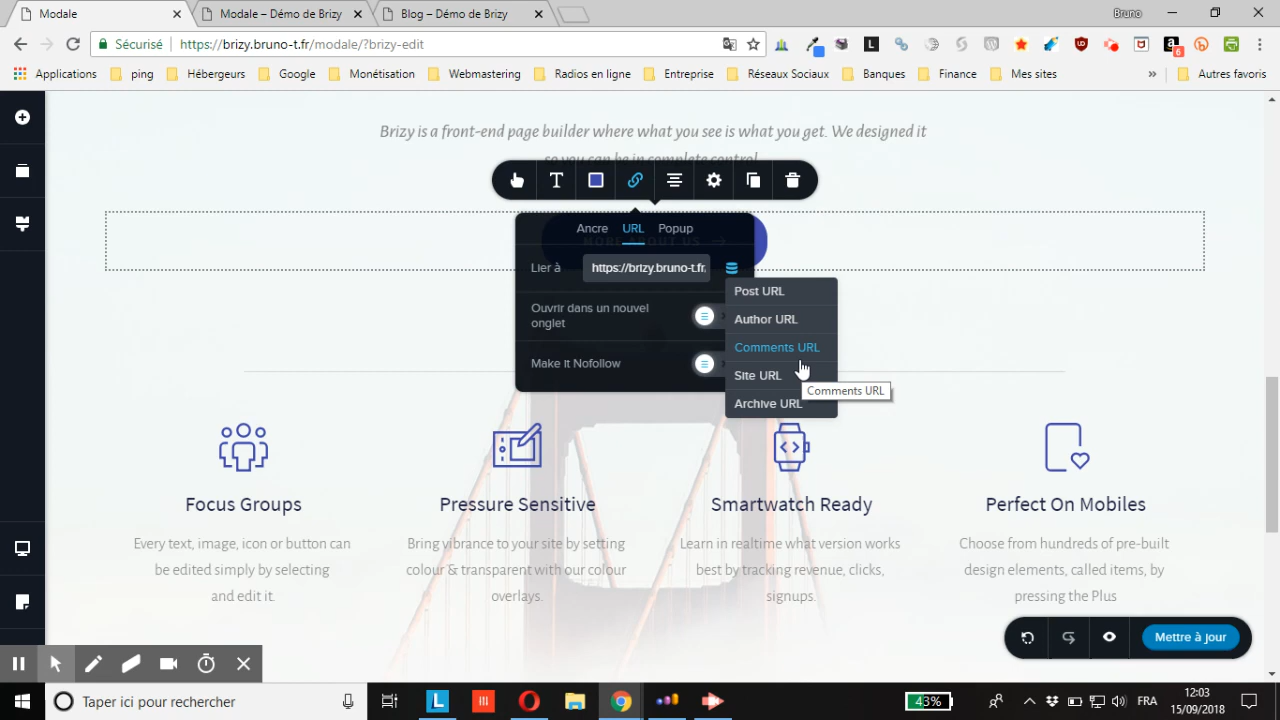 Modale
Modale – Démo de Brizy
Blog – Démo de Brizy
Bruno
Sécurisé
https://brizy.bruno-t.fr/modale/?brizy-edit
6
Applications
ping
Hébergeurs
Google
Monétisation
Webmastering
Radios en ligne
Entreprise
Réseaux Sociaux
Banques
Finance
Mes sites
»
Autres favoris
Brizy is a front-end page builder where what you see is what you get. We designed it
so you can be in complete control.
Ancre
URL
Popup
MORE ABOUT US
Lier à
https://brizy.bruno-t.fr.
Ouvrir dans un nouvel
onglet
Make It Nofollow
Post URL
Author URL
Comments URL
Site URL
Comments URL
Archive URL
Focus Groups
Pressure Sensitive
Smartwatch Ready
Perfect On Mobiles
Every text, image, icon or button can
be edited simply by selecting
and edit it.
Bring vibrance to your site by setting
colour & transparent with our colour
overlays.
Learn in realtime what version works
best by tracking revenue, clicks,
signups.
Choose from hundreds of pre-built
design elements, called items, by
pressing the Plus
Mettre à jour
Taper ici pour rechercher
43%
FRA
12:03
15/09/2018